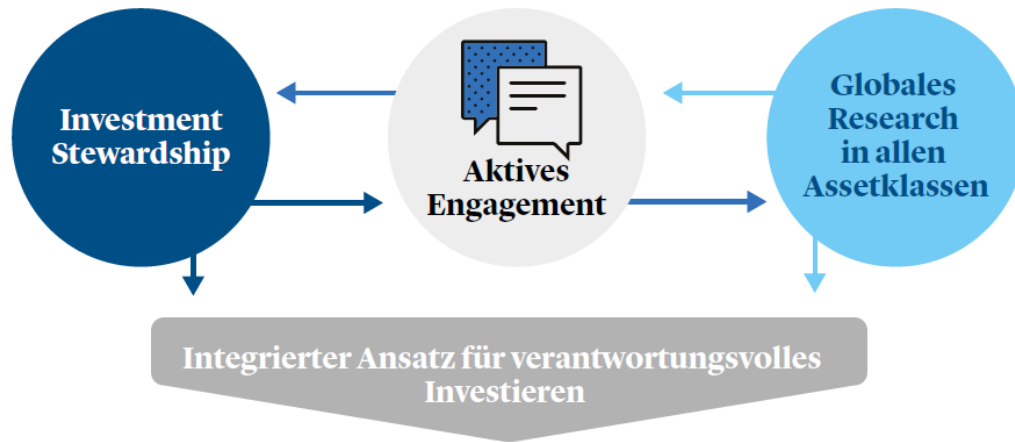 Investment
Stewardship
Aktives
Engagement
Globales
Research
in allen
Assetklassen
Integrierter Ansatz für verantwortungsvolles
Investieren